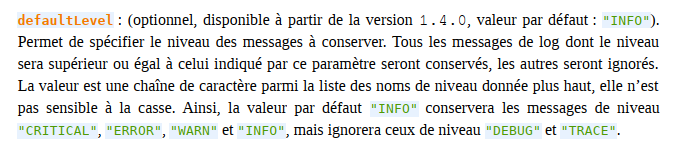 defaultLevel : (optionnel, disponible à partir de la version 1.4.0, valeur par défaut : "INFO").
Permet de spécifier le niveau des messages à conserver. Tous les messages de log dont le niveau
sera supérieur ou égal à celui indiqué par ce paramètre seront conservés, les autres seront ignorés.
La valeur est une chaîne de caractère parmi la liste des noms de niveau donnée plus haut, elle n’est
pas sensible à la casse. Ainsi, la valeur par défaut "INFO" conservera les messages de niveau
"CRITICAL", "ERROR", "WARN" et "INFO", mais ignorera ceux de niveau "DEBUG" et "TRACE".